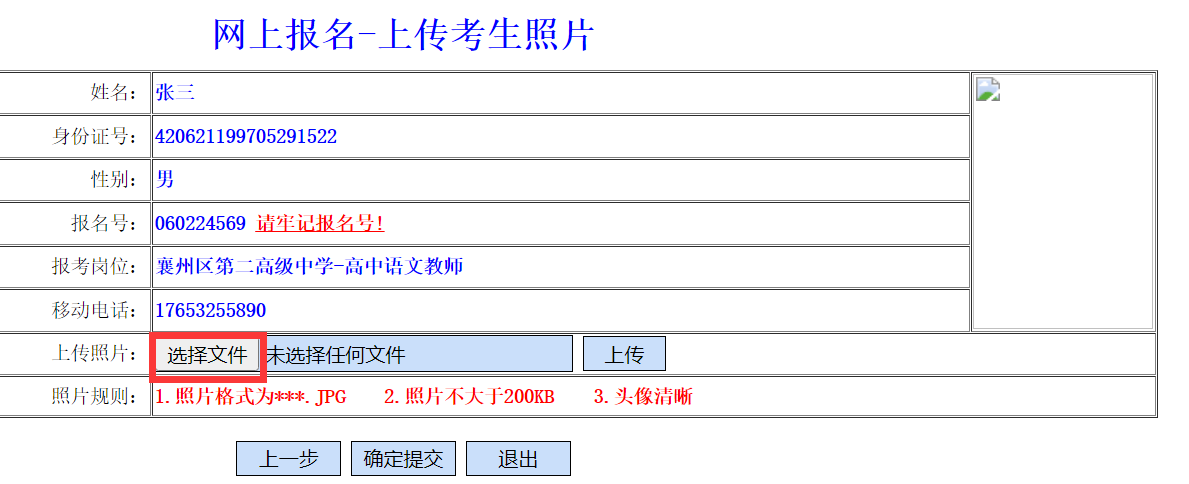 网上报名-上传考生照片
姓名： 张三
身份证号： 420621199705291522
性别： 男
报名号： 060224569 请牢记报名号!
报考岗位： 襄州区第二高级中学-高中语文教师
移动电话： 17653255890
上传照片： 选择文件 未选择任何文件 上传
照片规则： 1.照片格式为***.JPG 2.照片不大于200KB 3.头像清晰
上一步 确定提交 退出